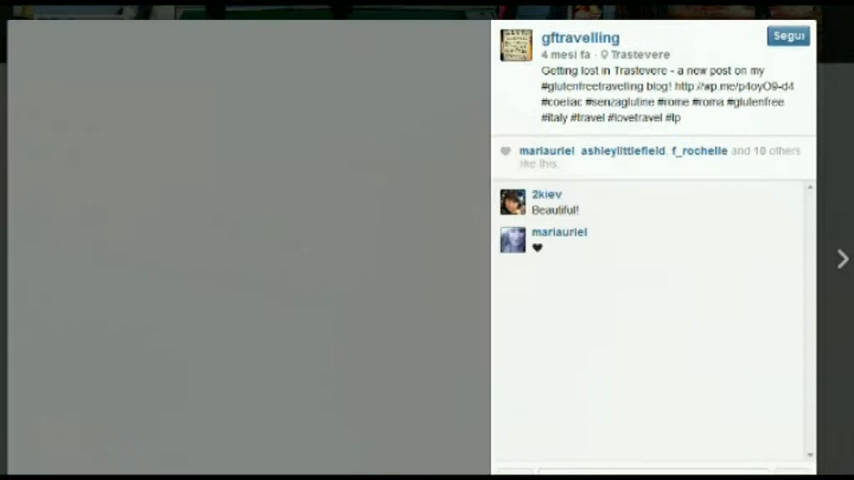 gftravelling
Segui
4 mesi fa · Trastevere
Getting lost in Trastevere - a new post on my
#glutenfreetravelling blog! http://wp.me/p4oyO9-d4
#coeliac #senzaglutine #rome #roma #glutenfree
#italy #travel #lovetravel #lp
mariauriel, ashleylittlefield, f_rochelle and 10 others
like this.
2kiev
Beautiful!
mariauriel
♥